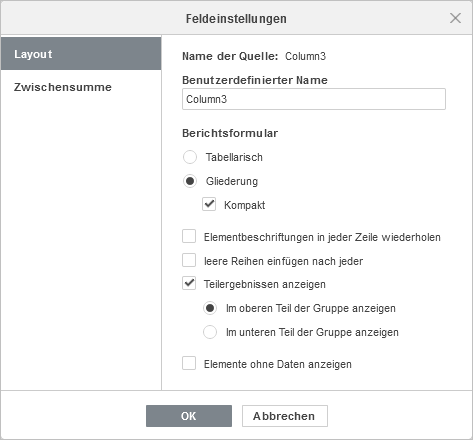 Feldeinstellungen
Layout
Zwischensumme
Name der Quelle: Column3
Benutzerdefinierter Name
Column3
Berichtsformular
Tabellarisch
Gliederung
Kompakt
Elementbeschriftungen in jeder Zeile wiederholen
leere Reihen einfügen nach jeder
Teilergebnissen anzeigen
Im oberen Teil der Gruppe anzeigen
Im unteren Teil der Gruppe anzeigen
Elemente ohne Daten anzeigen
OK
Abbrechen